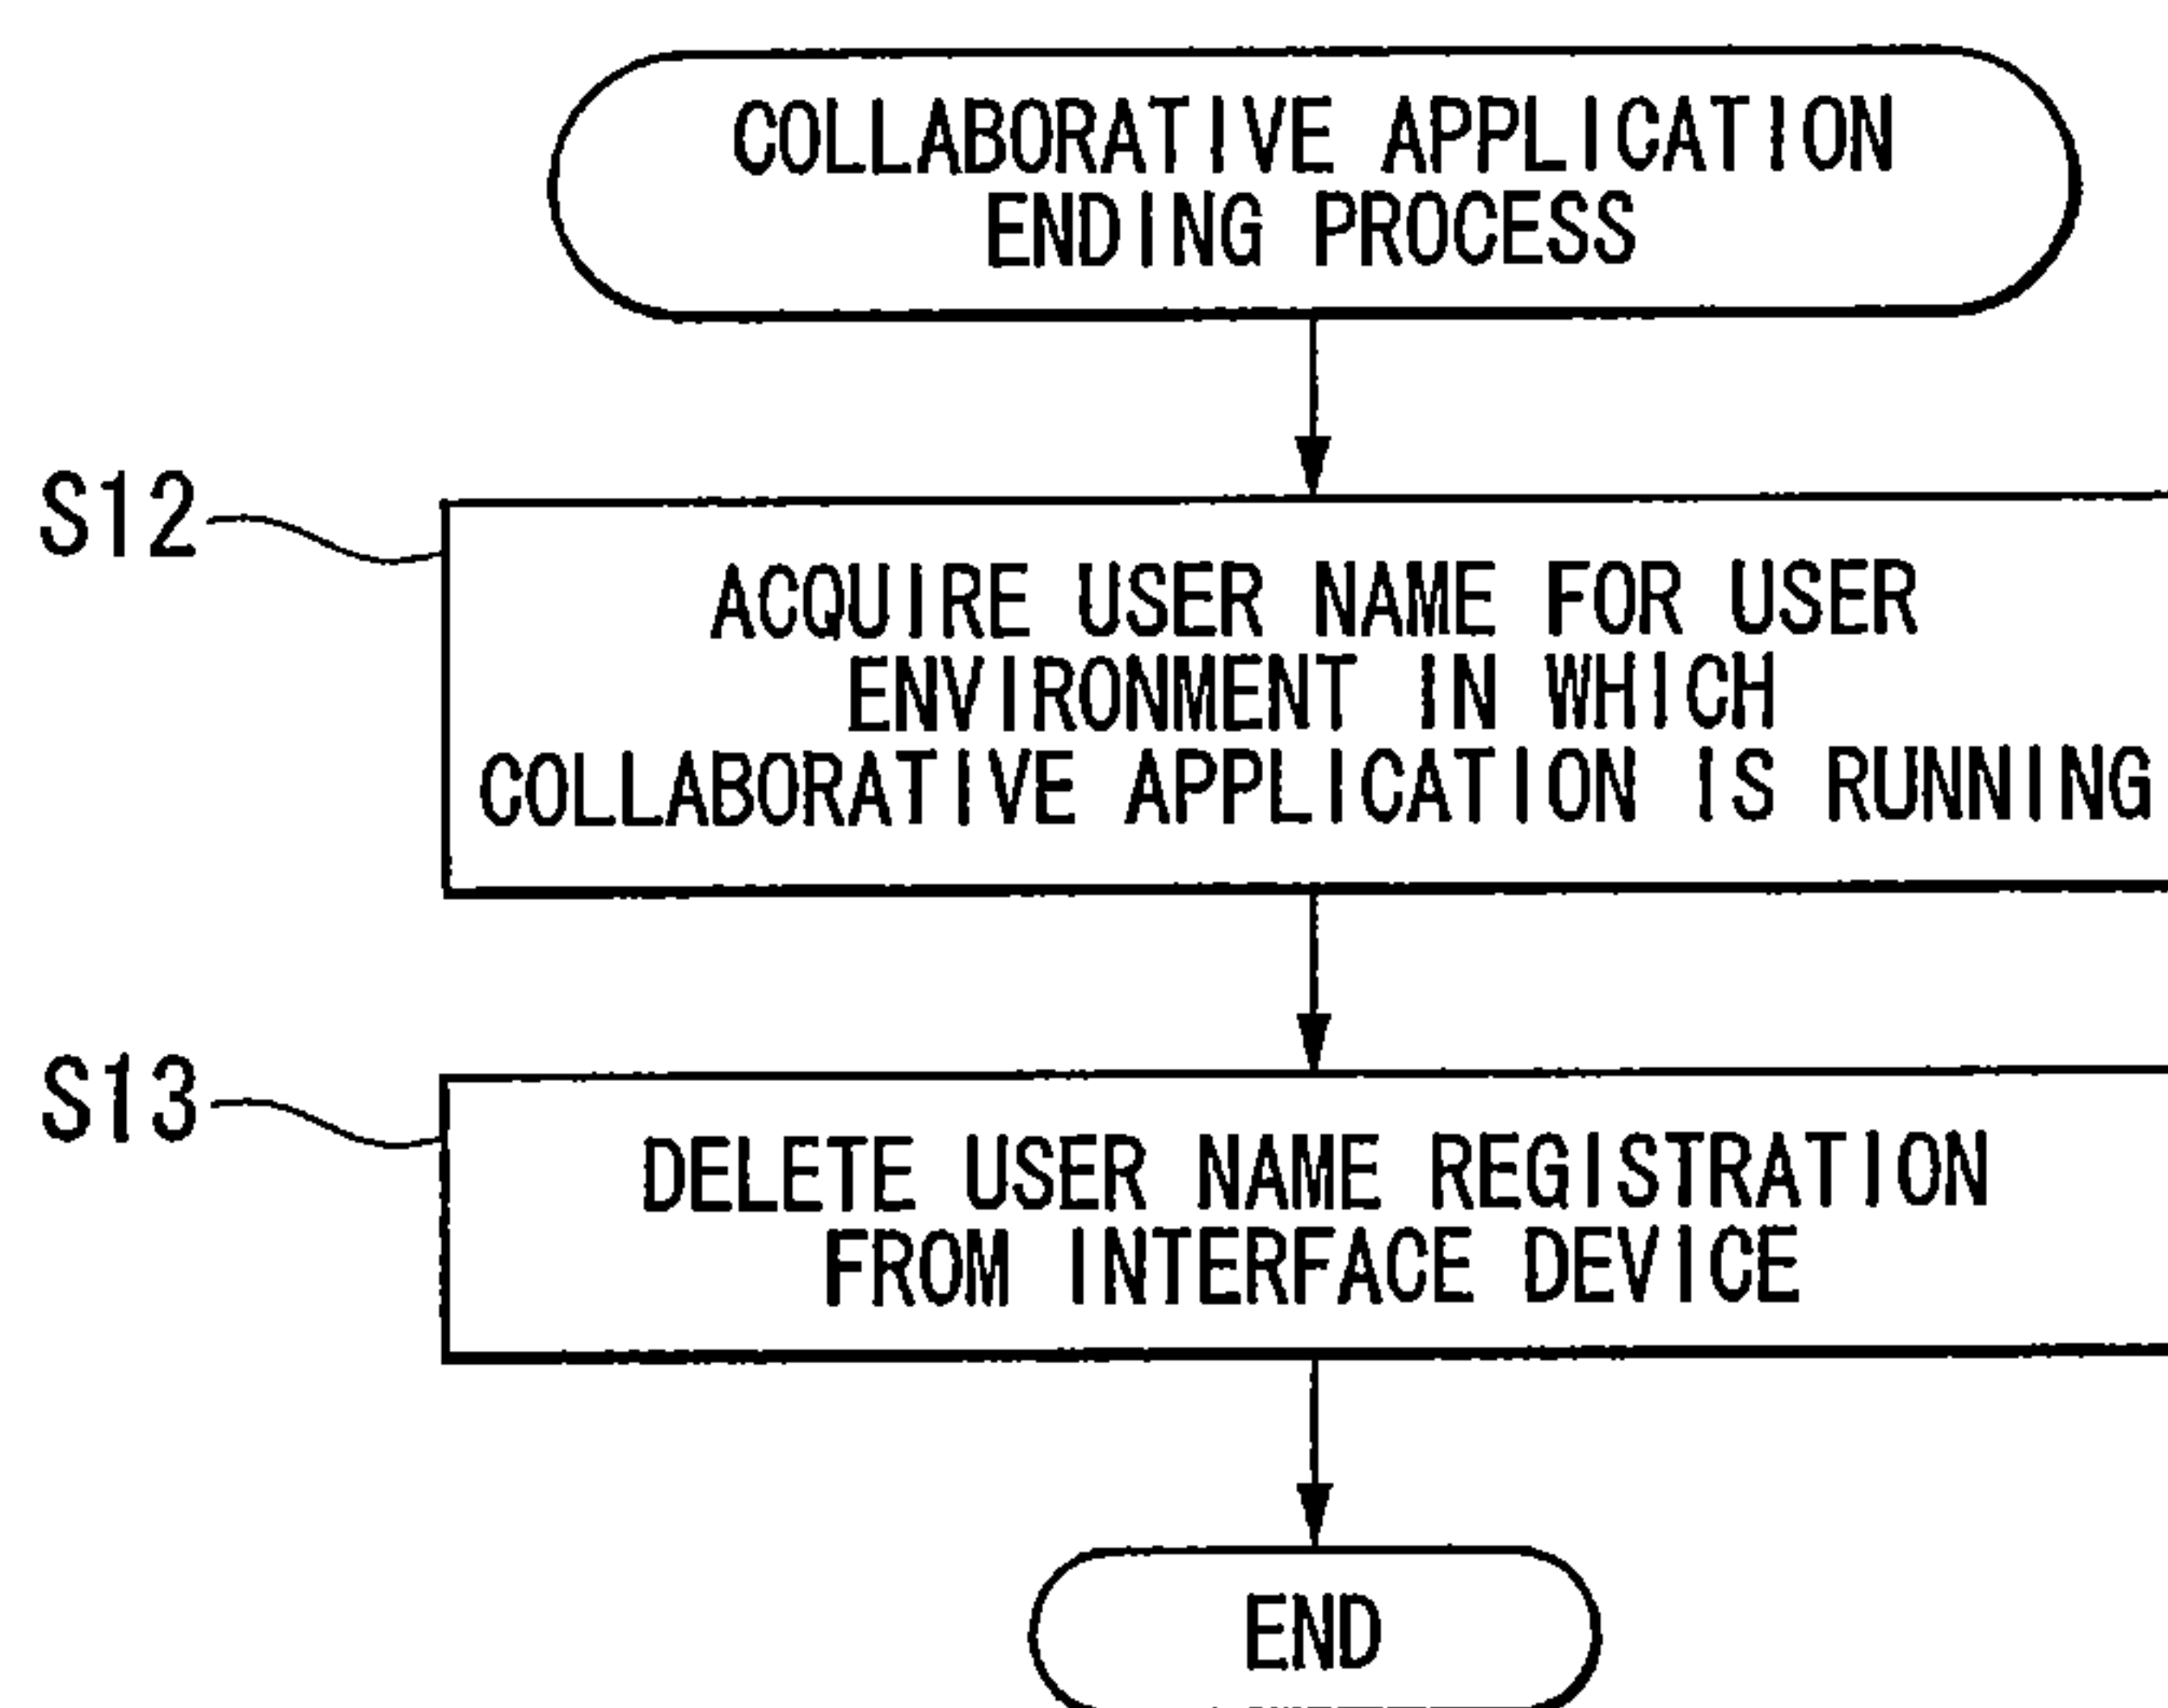 COLLABORATIVE APPLICATION
ENDING PROCESS
S12
ACQUIRE USER NAME FOR USER
ENVIRONMENT IN WHICH
COLLABORATIVE APPLICATION IS RUNNING
S13
DELETE USER NAME REGISTRATION
FROM INTERFACE DEVICE
END